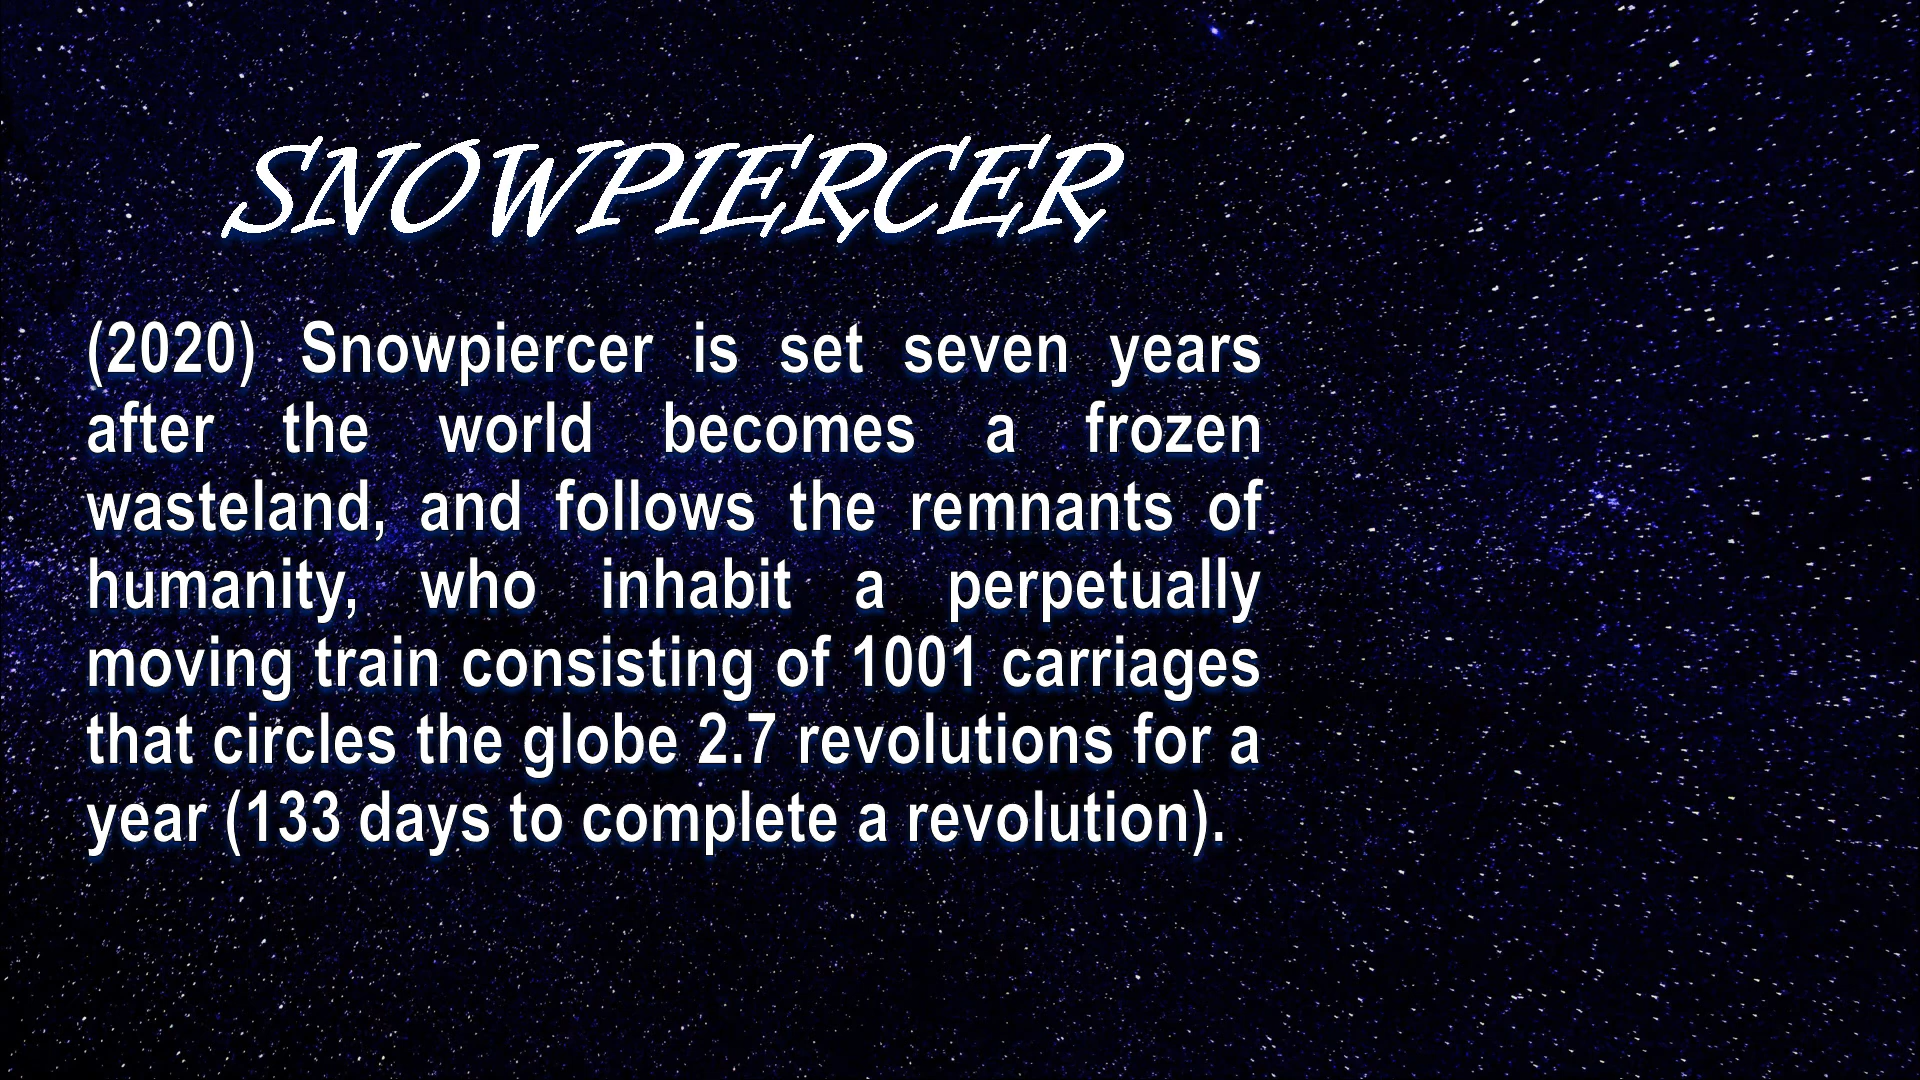 SNOWPIERCER
(2020) Snowpiercer is set seven years
after the world becomes a frozen
wasteland, and follows the remnants of
humanity, who inhabit a perpetually
moving train consisting of 1001 carriages
that circles the globe 2.7 revolutions for a
year (133 days to complete a revolution).